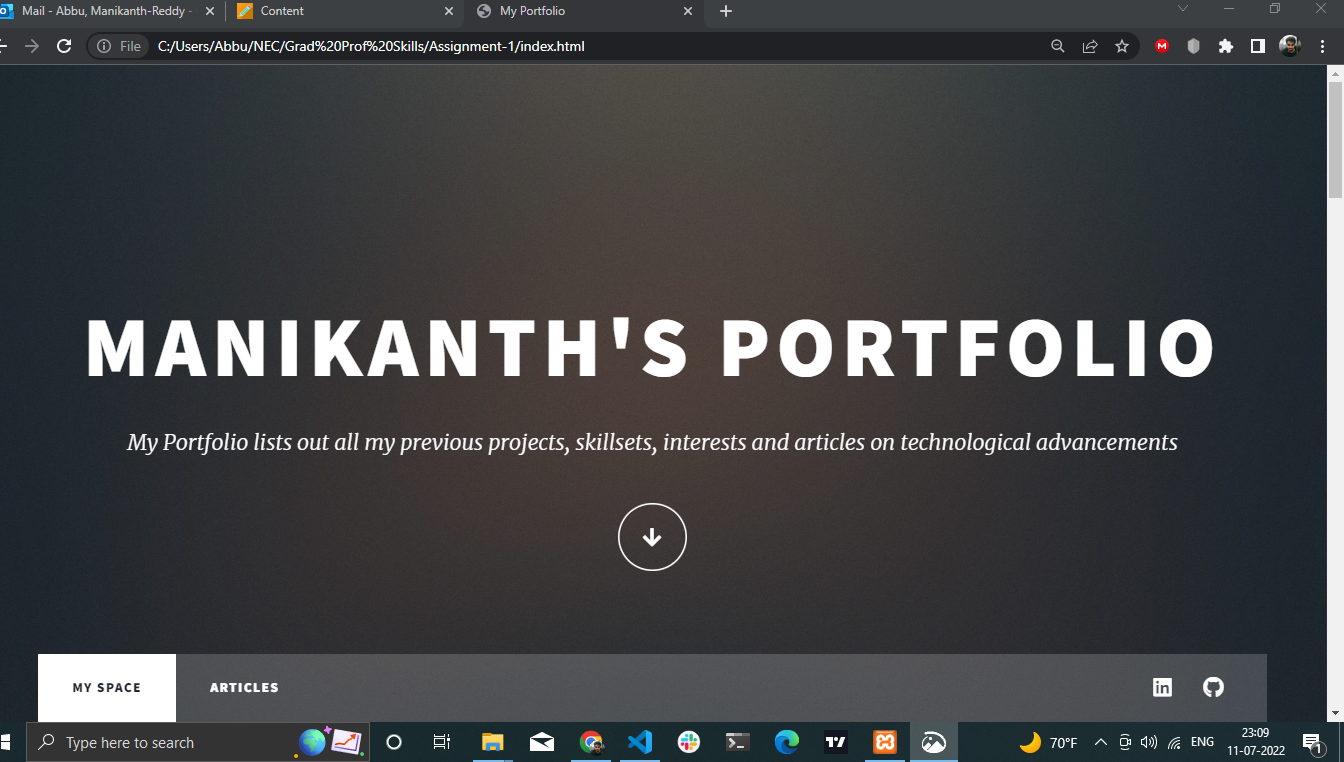 Mail - Abbu, Manikanth-Reddy -
Content
My Portfolio
File
C:/Users/Abbu/NEC/Grad%20Prof%20Skills/Assignment-1/index.html
MANIKANTH'S PORTFOLIO
My Portfolio lists out all my previous projects, skillsets, interests and articles on technological advancements
MY SPACE
ARTICLES
Type here to search
70°F
ENG
23:09
11-07-2022
1